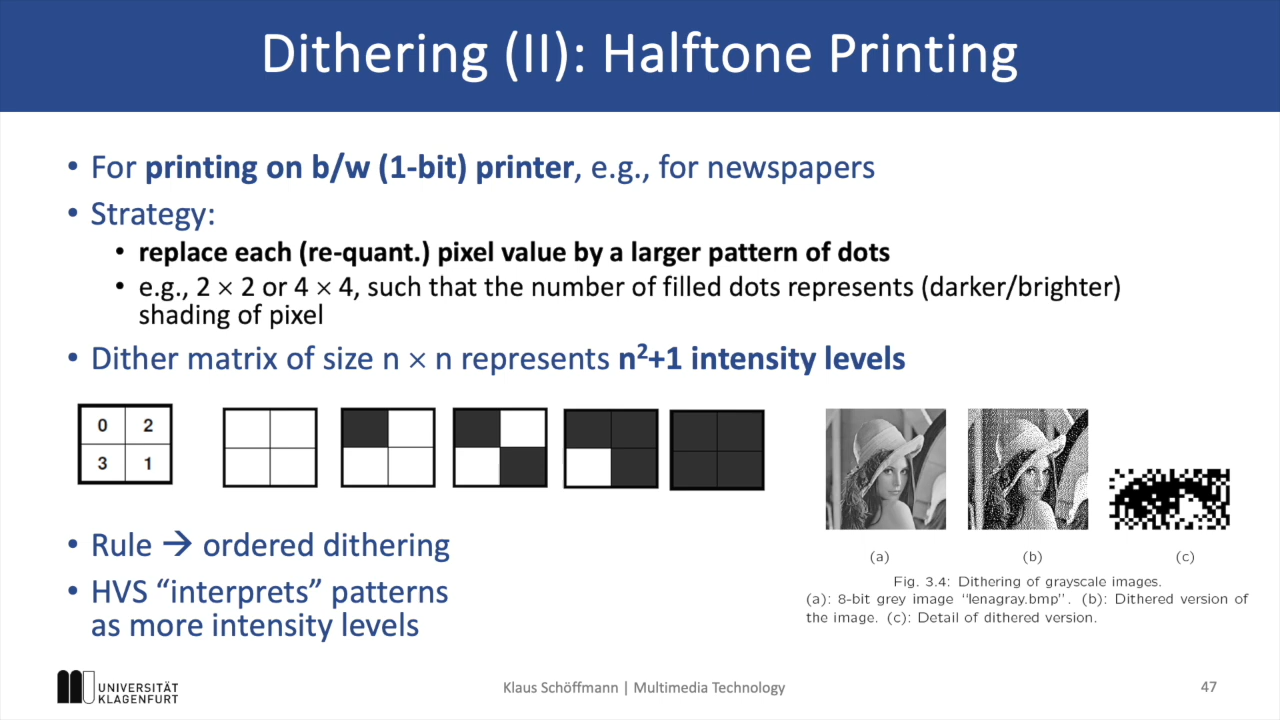 Dithering (II): Halftone Printing
• For printing on b/w (1-bit) printer, e.g., for newspapers
• Strategy:
• replace each (re-quant.) pixel value by a larger pattern of dots
• e.g., 2 × 2 or 4 × 4, such that the number of filled dots represents (darker/brighter)
shading of pixel
• Dither matrix of size n × n represents n²+1 intensity levels
0 2
3 1
• Rule → ordered dithering
• HVS “interprets” patterns
as more intensity levels
(a) (b) (c)
Fig. 3.4: Dithering of grayscale images.
(a): 8-bit grey image “lenagray.bmp”. (b): Dithered version of
the image. (c): Detail of dithered version.
UNIVERSITÄT
KLAGENFURT
Klaus Schöffmann | Multimedia Technology
47